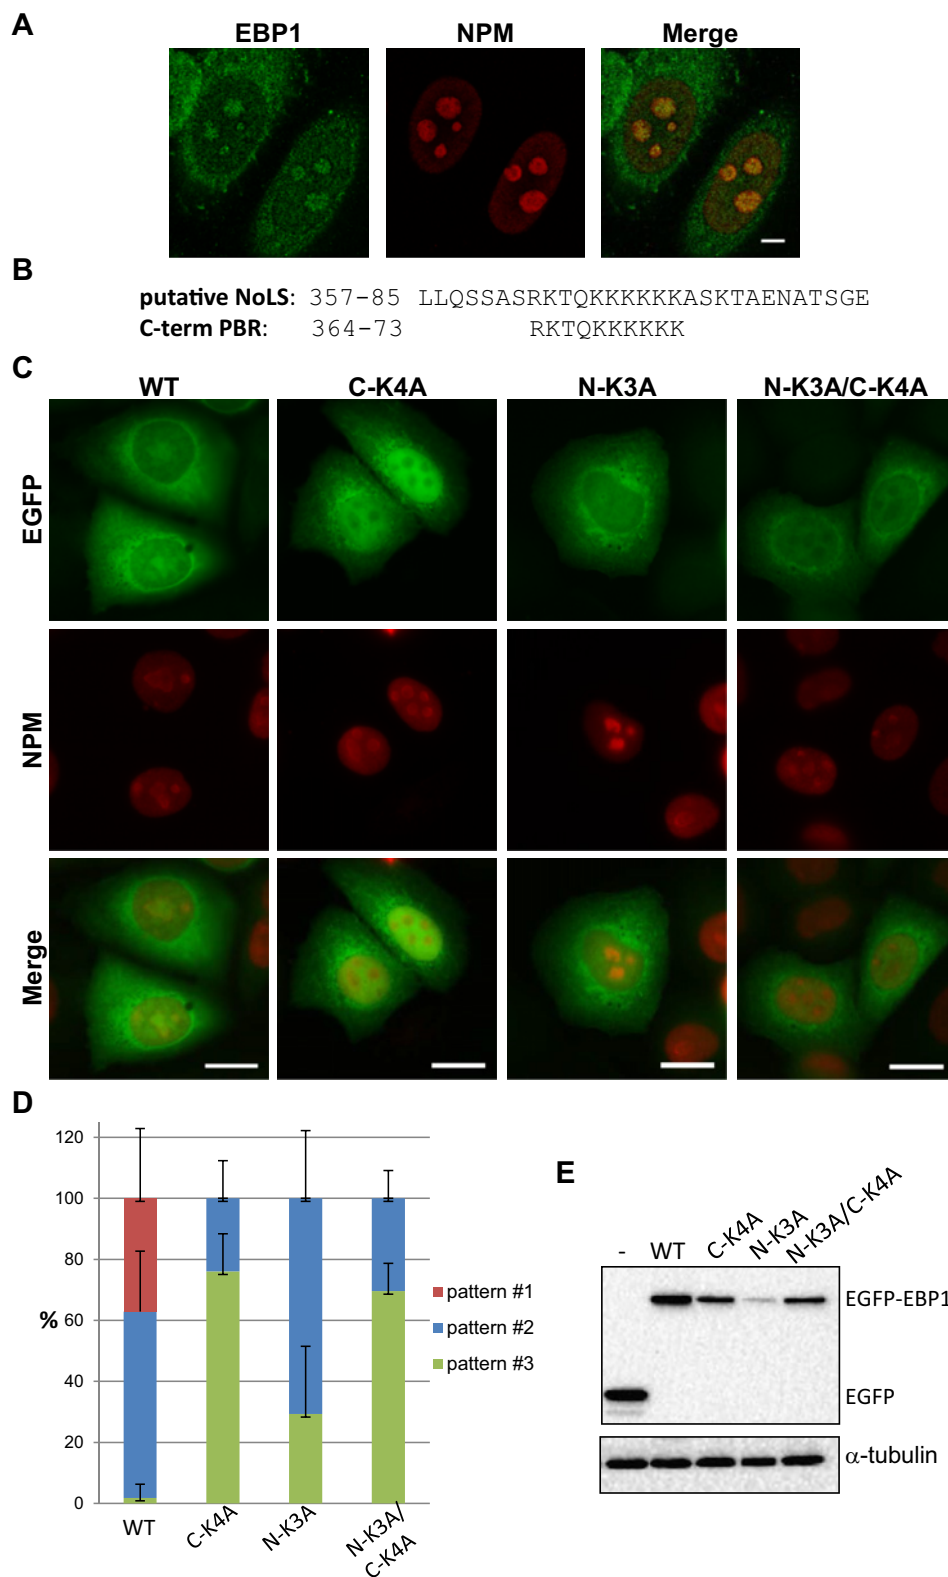 A
EBP1 NPM Merge
B
putative NoLS: 357-85 LLQSSASRKTQKKKKKKASKTAENATSGE
C-term PBR: 364-73 RKTQKKKKKK
C
WT C-K4A N-K3A N-K3A/C-K4A
EGFP
NPM
Merge
D
120
100
80
60
40
20
0
%
WT C-K4A N-K3A N-K3A/C-K4A
pattern #1
pattern #2
pattern #3
E
- WT C-K4A N-K3A N-K3A/C-K4A
EGFP-EBP1
EGFP
α-tubulin